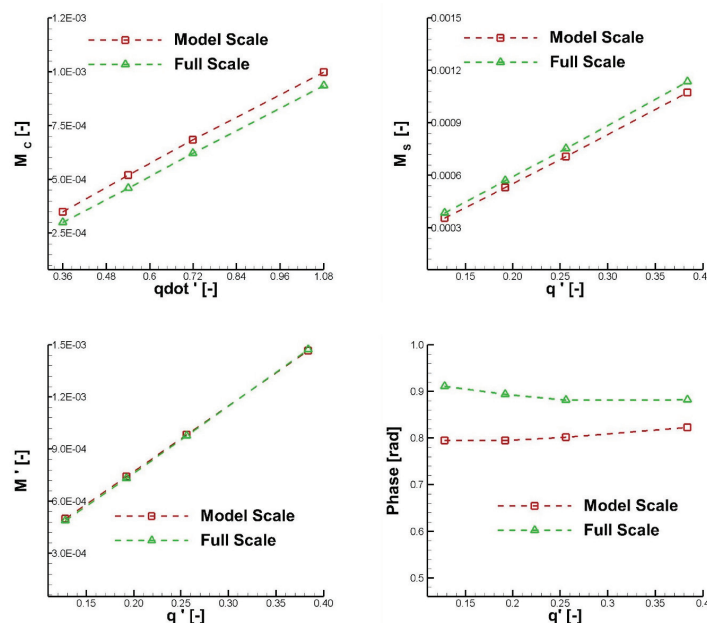 1.2E-03
1.0E-03
7.5E-04
5.0E-04
2.5E-04
M C [-]
Model Scale
Full Scale
0.36 0.48 0.6 0.72 0.84 0.96 1.08
qdot ' [-]
0.0015
0.0012
0.0009
0.0006
0.0003
M S [-]
Model Scale
Full Scale
0.15 0.2 0.25 0.3 0.35 0.4
q ' [-]
1.5E-03
1.2E-03
9.0E-04
6.0E-04
3.0E-04
M ' [-]
Model Scale
Full Scale
0.15 0.20 0.25 0.30 0.35 0.40
q ' [-]
1.0
0.9
0.8
0.7
0.6
0.5
Phase [rad]
Model Scale
Full Scale
0.15 0.2 0.25 0.3 0.35 0.4
q' [-]